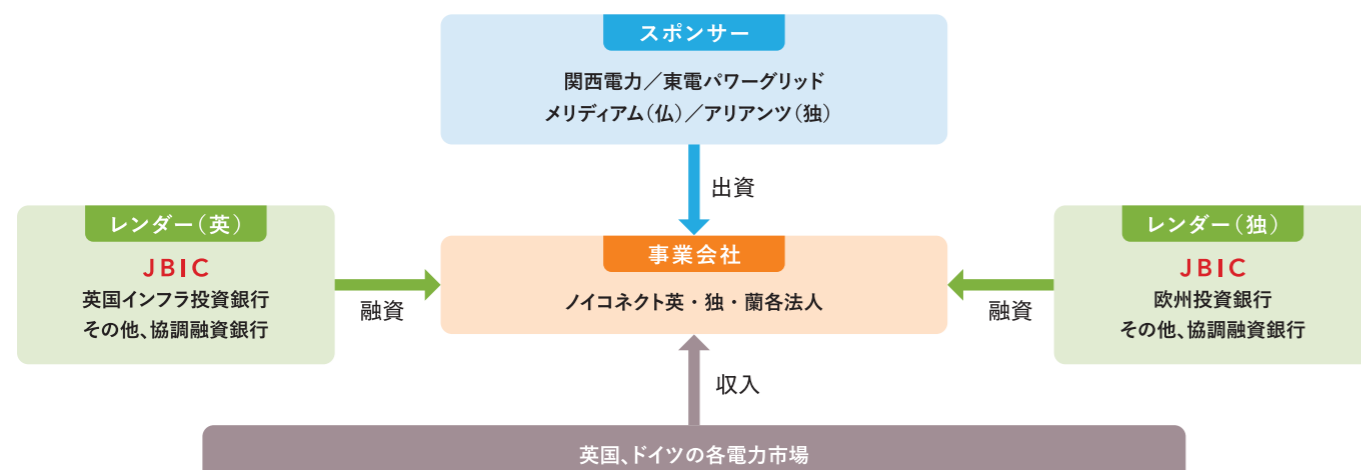 スポンサー
関西電力／東電パワーグリッド
メリディアム（仏）／アリアンツ（独）
出資
レンダー（英）
JBIC
英国インフラ投資銀行
その他、協調融資銀行
融資
事業会社
ノイコネクト英・独・蘭各法人
融資
レンダー（独）
JBIC
欧州投資銀行
その他、協調融資銀行
収入
英国、ドイツの各電力市場